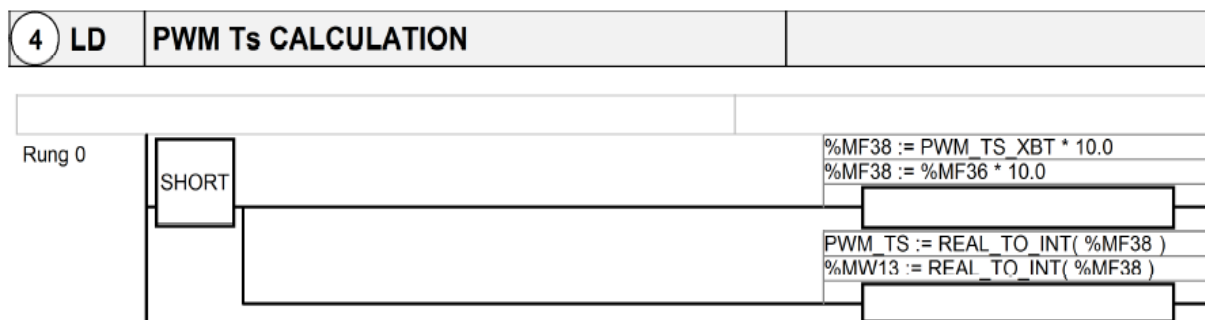 4 LD PWM Ts CALCULATION
Rung 0
SHORT
%MF38 := PWM_TS_XBT * 10.0
%MF38 := %MF36 * 10.0
PWM_TS := REAL_TO_INT( %MF38 )
%MW13 := REAL_TO_INT( %MF38 )